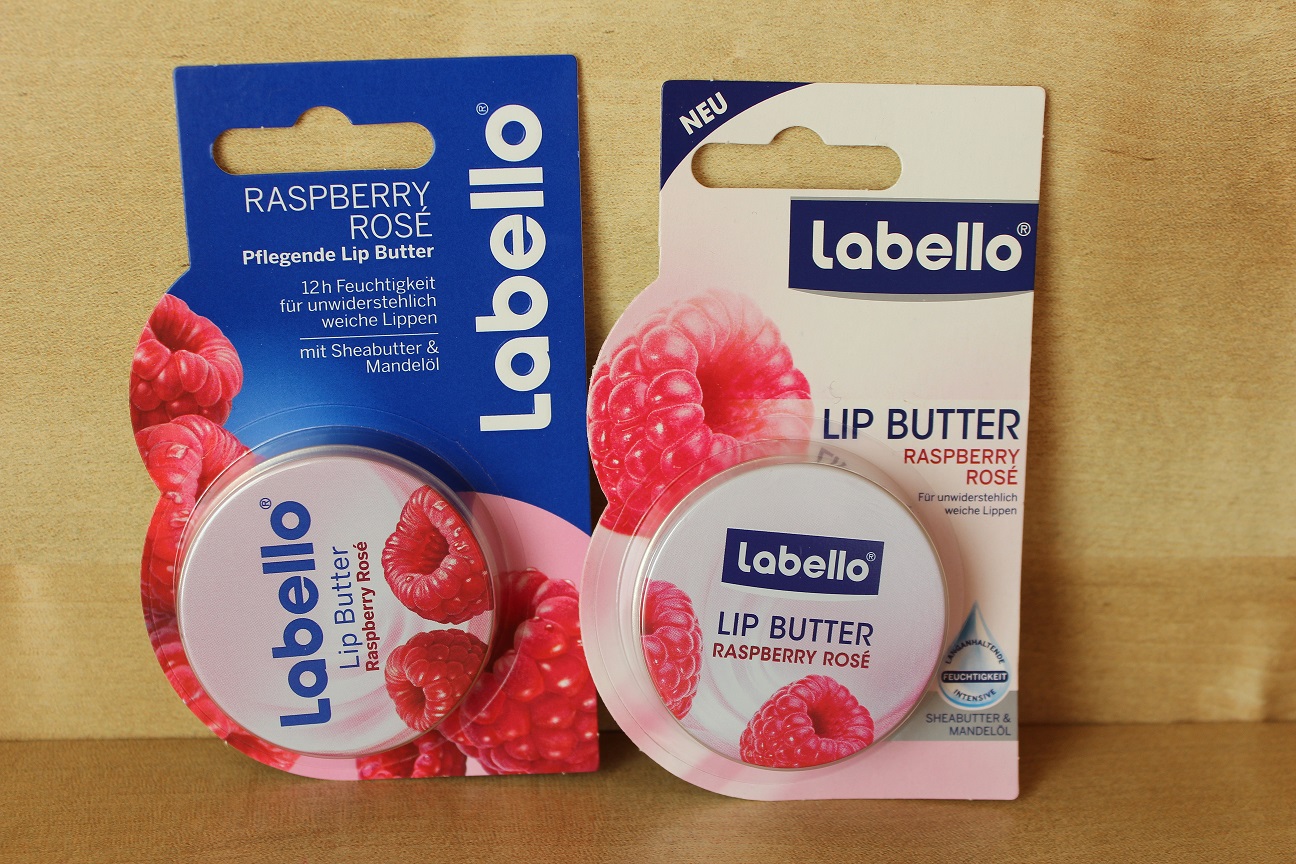 RASPBERRY
ROSÉ
Pflegende Lip Butter
12 h Feuchtigkeit
für unwiderstehlich
weiche Lippen
mit Sheabutter &
Mandelöl
Labello®
Labello®
Lip Butter
Raspberry Rosé
NEU
Labello®
LIP BUTTER
RASPBERRY
ROSÉ
Für unwiderstehlich
weiche Lippen
Labello®
LIP BUTTER
RASPBERRY ROSÉ
LANGANHALTENDE
FEUCHTIGKEIT
INTENSIVE
SHEABUTTER &
MANDELÖL